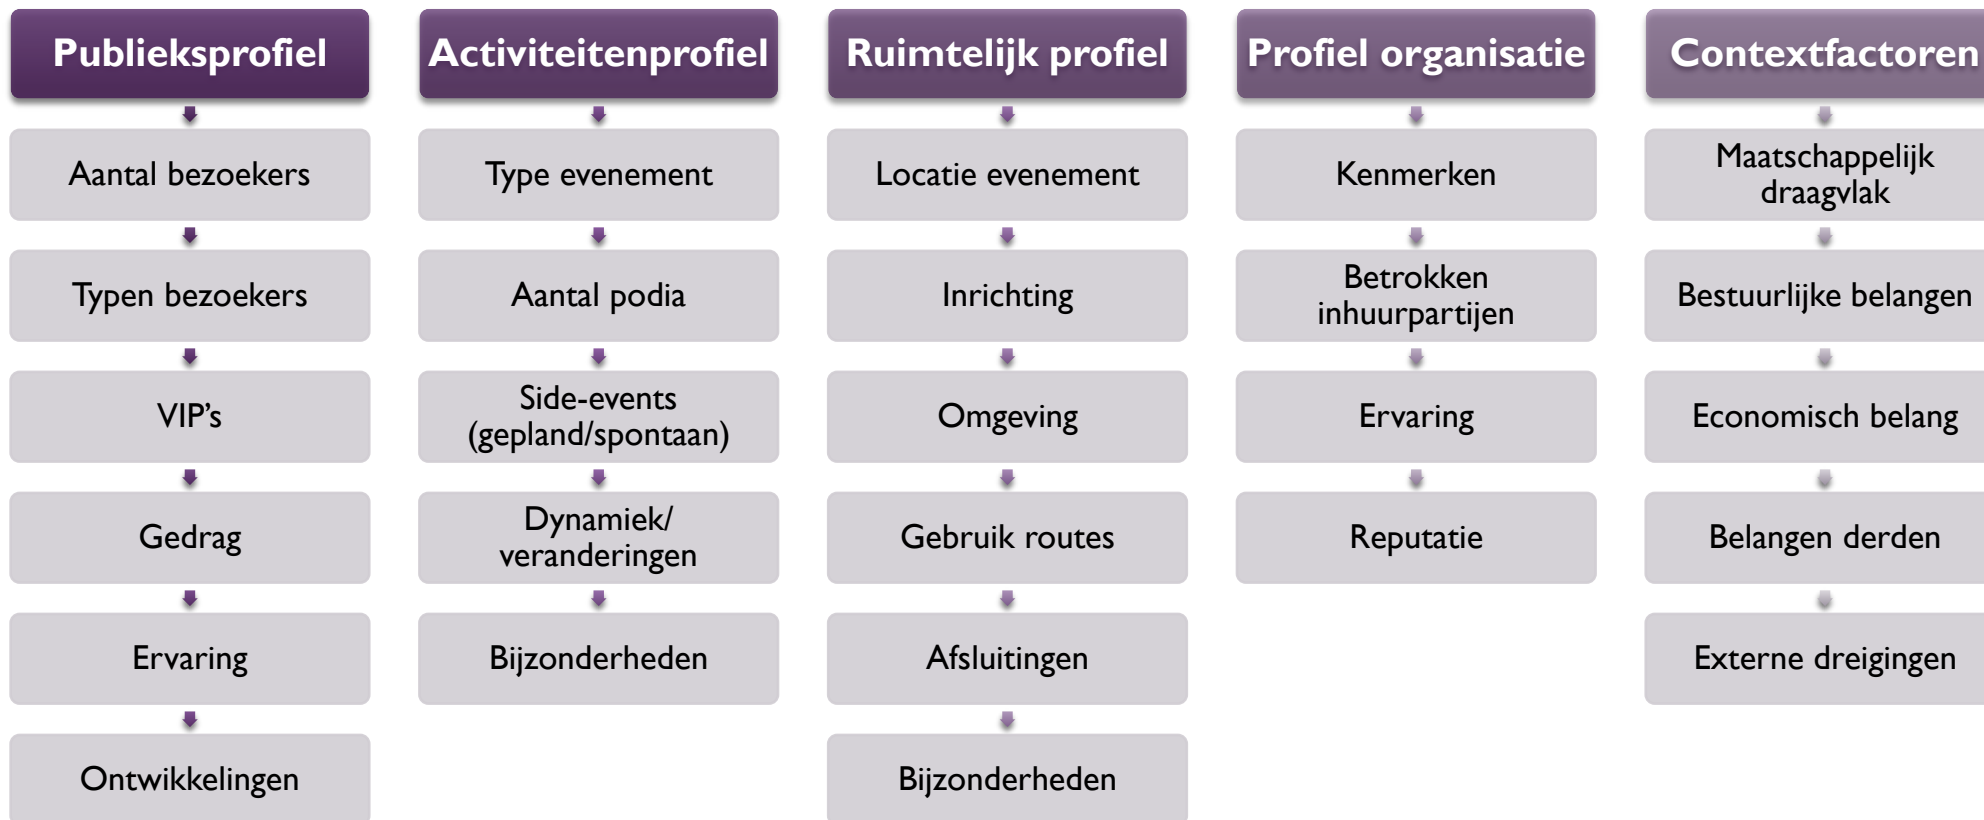 Publieksprofiel
Aantal bezoekers
Typen bezoekers
VIP's
Gedrag
Ervaring
Ontwikkelingen
Activiteitenprofiel
Type evenement
Aantal podia
Side-events
(gepland/spontaan)
Dynamiek/
veranderingen
Bijzonderheden
Ruimtelijk profiel
Locatie evenement
Inrichting
Omgeving
Gebruik routes
Afsluitingen
Bijzonderheden
Profiel organisatie
Kenmerken
Betrokken
inhuurpartijen
Ervaring
Reputatie
Contextfactoren
Maatschappelijk
draagvlak
Bestuurlijke belangen
Economisch belang
Belangen derden
Externe dreigingen